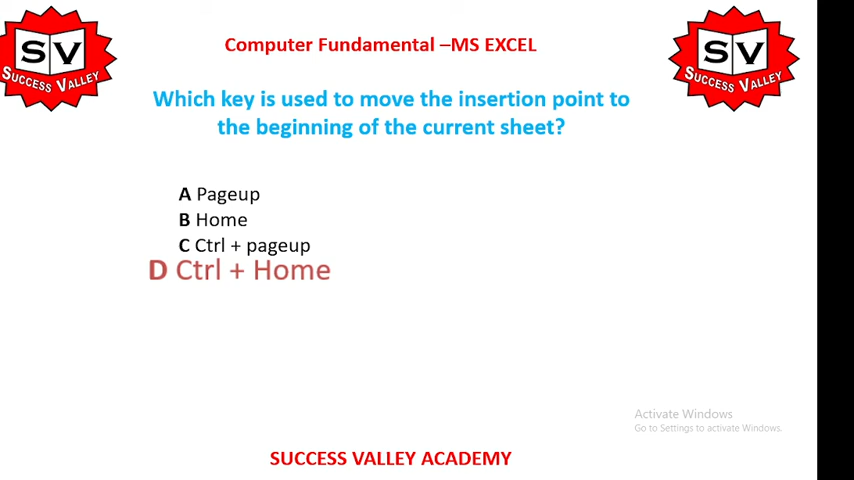 SV
SUCCESS VALLEY
Computer Fundamental –MS EXCEL
SV
SUCCESS VALLEY
Which key is used to move the insertion point to
the beginning of the current sheet?
A Pageup
B Home
C Ctrl + pageup
D Ctrl + Home
Activate Windows
Go to Settings to activate Windows.
SUCCESS VALLEY ACADEMY